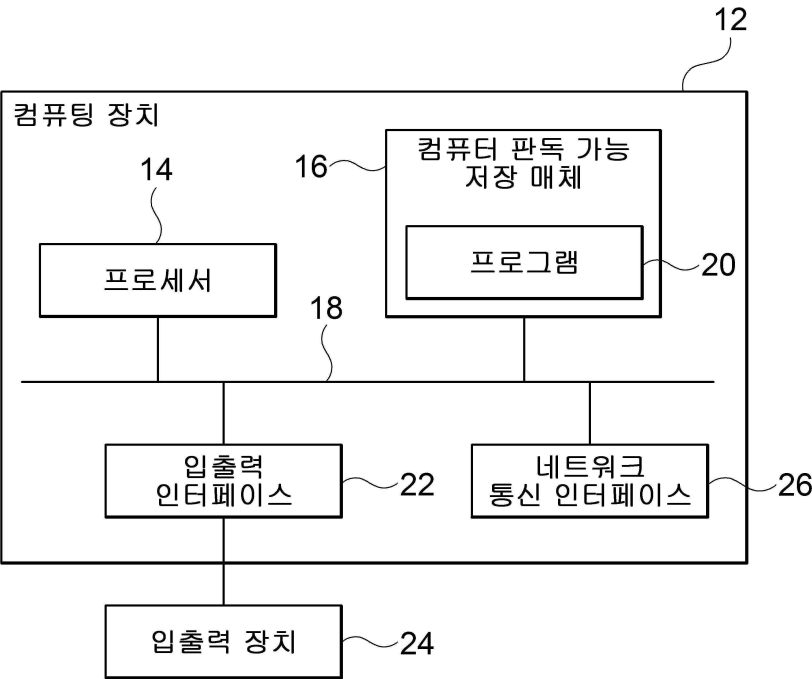 12
컴퓨팅 장치
16
컴퓨터 판독 가능
저장 매체
14
프로세서
프로그램
20
18
입출력
인터페이스
22
네트워크
통신 인터페이스
26
입출력 장치
24